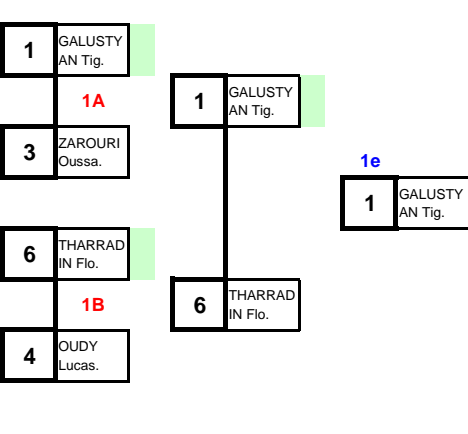 1
GALUSTY
AN Tig.
1A
3
ZAROURI
Oussa.
6
THARRAD
IN Flo.
1B
4
OUDY
Lucas.
1
GALUSTY
AN Tig.
6
THARRAD
IN Flo.
1e
1
GALUSTY
AN Tig.